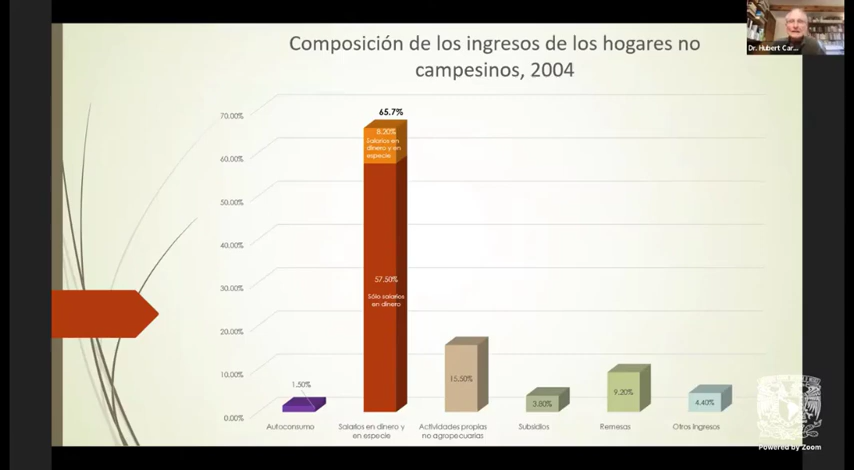 Dr. Hubert Car...
Composición de los ingresos de los hogares no
campesinos, 2004
70.00%
60.00%
50.00%
40.00%
30.00%
20.00%
10.00%
0.00%
65.7%
8.20%
Salarios en
dinero y en
especie
57.50%
Sólo salarios
en dinero
1.50%
15.50%
3.80%
9.20%
4.40%
Autoconsumo
Salarios en dinero y
en especie
Actividades propias
no agropecuarias
Subsidios
Remesas
Otros Ingresos
Powered by Zoom